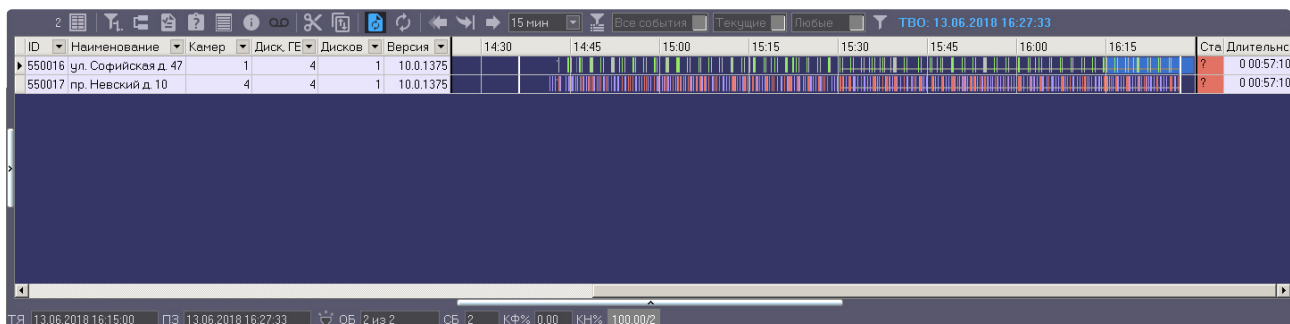 2 15 мин Все события Текущие Любые ТВО: 13.06.2018 16:27:33
ID Наименование Камер Диск, ГЕ Дисков Версия 14:30 14:45 15:00 15:15 15:30 15:45 16:00 16:15 Ста Длительнс
550016 ул. Софийская д. 47 1 4 1 10.0.1375 ? 0 00:57:10
550017 пр. Невский д. 10 4 4 1 10.0.1375 ? 0 00:57:10
ТЯ 13.06.2018 16:15:00 ПЗ 13.06.2018 16:27:33 ОБ 2 из 2 СБ 2 КФ% 0,00 КН% 100,00/2